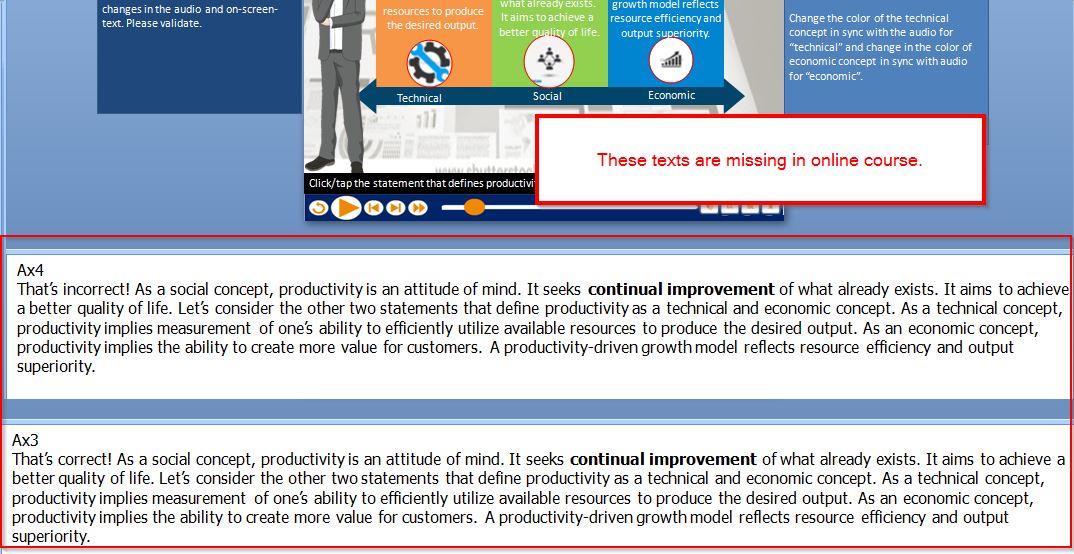 changes in the audio and on-screen-
text. Please validate.
resources to produce
the desired output.
what already exists.
It aims to achieve a
better quality of life.
growth model reflects
resource efficiency and
output superiority.
Change the color of the technical
concept in sync with the audio for
“technical” and change in the color of
economic concept in sync with audio
for “economic”.
Technical
Social
Economic
These texts are missing in online course.
Click/tap the statement that defines
Ax4
That’s incorrect! As a social concept, productivity is an attitude of mind. It seeks continual improvement of what already exists. It aims to achieve
a better quality of life. Let’s consider the other two statements that define productivity as a technical and economic concept. As a technical concept,
productivity implies measurement of one’s ability to efficiently utilize available resources to produce the desired output. As an economic concept,
productivity implies the ability to create more value for customers. A productivity-driven growth model reflects resource efficiency and output
superiority.
Ax3
That’s correct! As a social concept, productivity is an attitude of mind. It seeks continual improvement of what already exists. It aims to achieve a
better quality of life. Let’s consider the other two statements that define productivity as a technical and economic concept. As a technical concept,
productivity implies measurement of one’s ability to efficiently utilize available resources to produce the desired output. As an economic concept,
productivity implies the ability to create more value for customers. A productivity-driven growth model reflects resource efficiency and output
superiority.